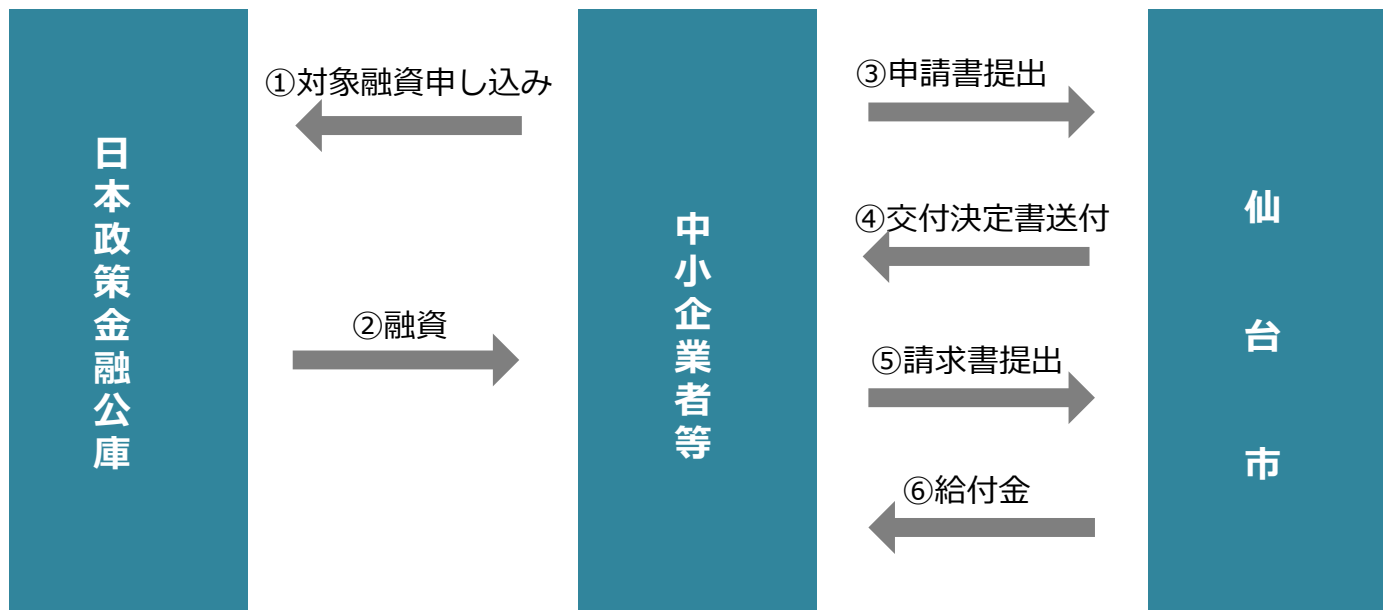 日本政策金融公庫
①対象融資申し込み
②融資
中小企業者等
③申請書提出
④交付決定書送付
⑤請求書提出
⑥給付金
仙台市